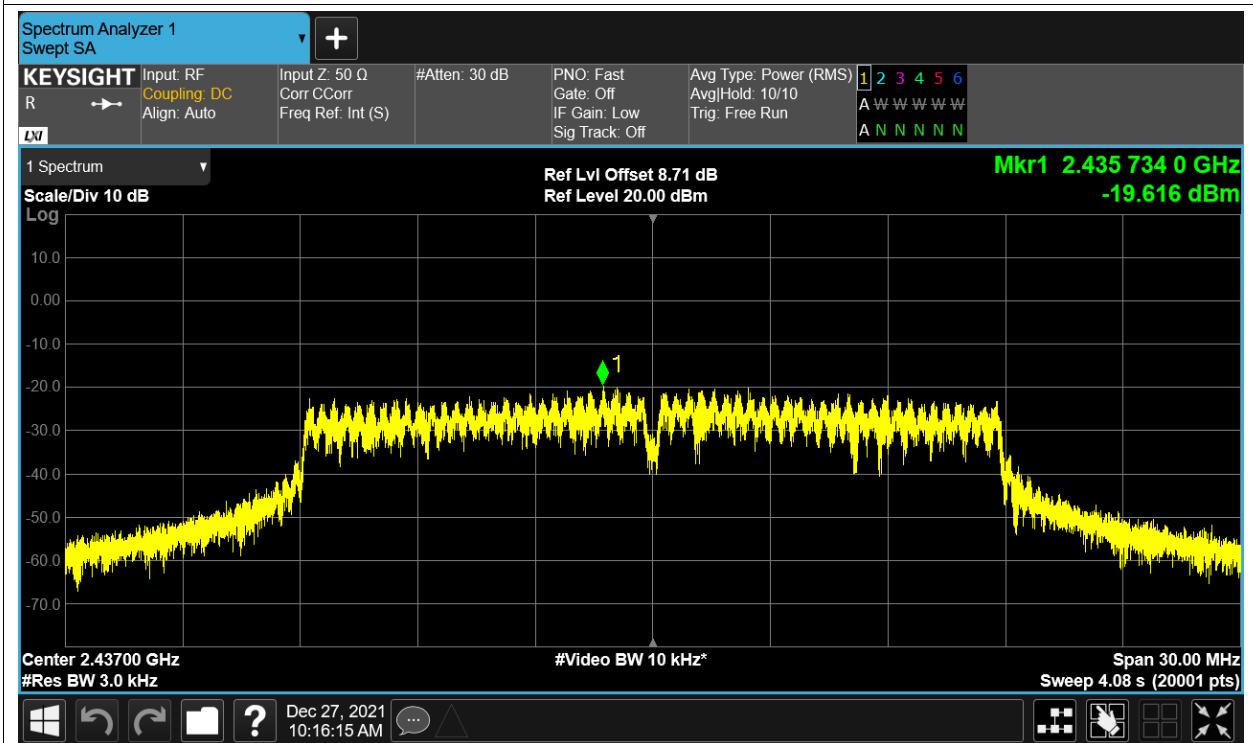 Spectrum Analyzer 1
Swept SA
KEYSIGHT
R
LXI
Input: RF
Coupling: DC
Align: Auto
Input Z: 50 Ω
Corr CCorr
Freq Ref: Int (S)
#Atten: 30 dB
PNO: Fast
Gate: Off
IF Gain: Low
Sig Track: Off
Avg Type: Power (RMS)
Avg|Hold: 10/10
Trig: Free Run
1 2 3 4 5 6
A W W W W W
A N N N N N
1 Spectrum
Scale/Div 10 dB
Ref Lvl Offset 8.71 dB
Ref Level 20.00 dBm
Mkr1 2.435 734 0 GHz
-19.616 dBm
Log
10.0
0.00
-10.0
-20.0
-30.0
-40.0
-50.0
-60.0
-70.0
1
Center 2.43700 GHz
#Res BW 3.0 kHz
#Video BW 10 kHz*
Span 30.00 MHz
Sweep 4.08 s (20001 pts)
?
Dec 27, 2021
10:16:15 AM